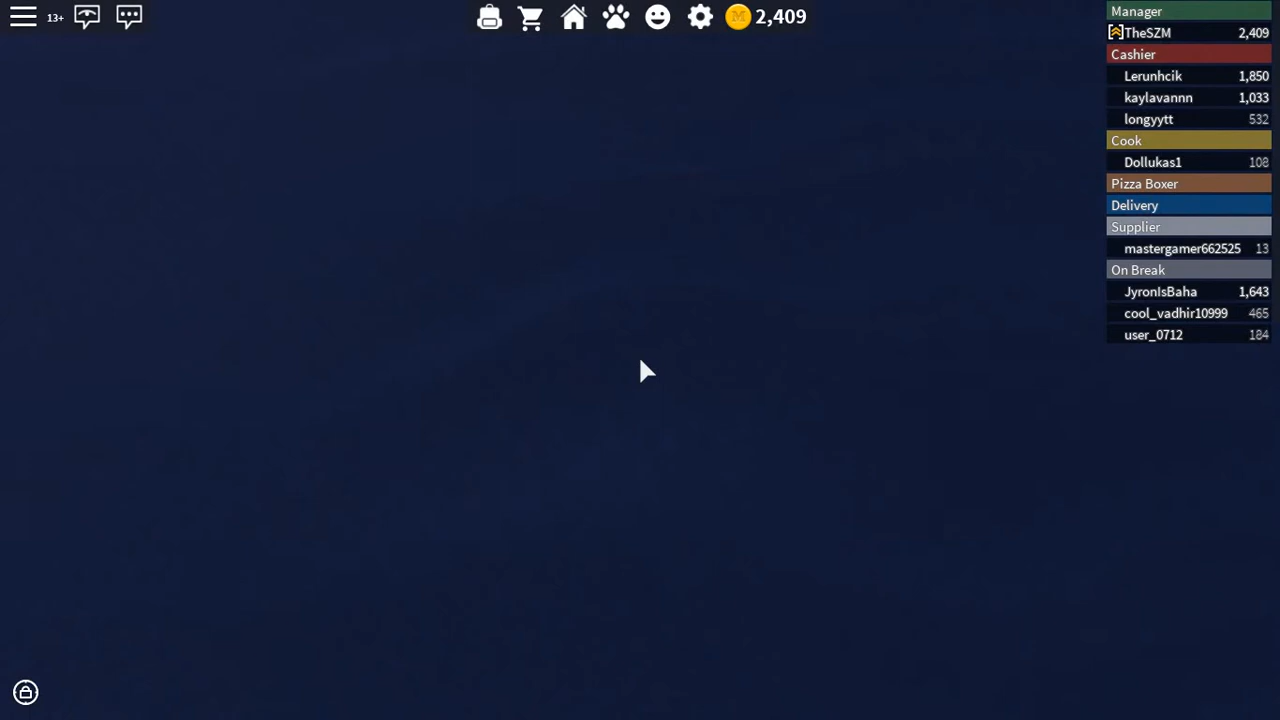 13+
M 2,409
Manager
TheSZM 2,409
Cashier
Lerunhcik 1,850
kaylavannn 1,033
longyytt 532
Cook
Dollukas1 108
Pizza Boxer
Delivery
Supplier
mastergamer662525 13
On Break
JyronIsBaha 1,643
cool_vadhir10999 465
user_0712 184